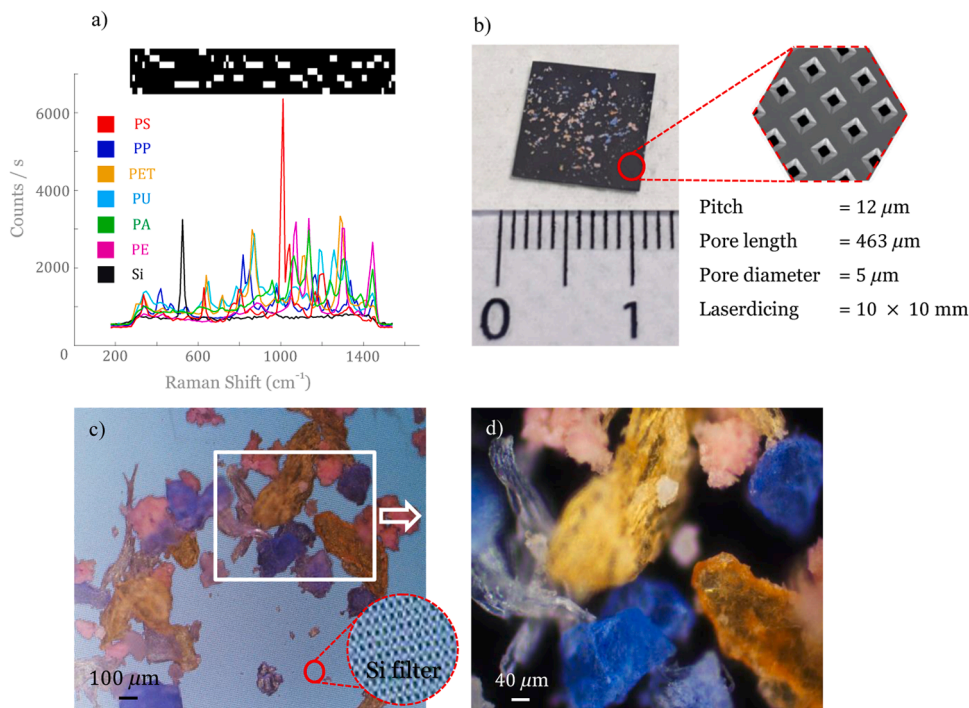 a)
6000
4000
2000
0
Counts / s
PS
PP
PET
PU
PA
PE
Si
200
600
1000
1400
Raman Shift (cm⁻¹)
b)
0 1
Pitch = 12 μm
Pore length = 463 μm
Pore diameter = 5 μm
Laserdicing = 10 × 10 mm
c)
Si filter
100 μm
d)
40 μm